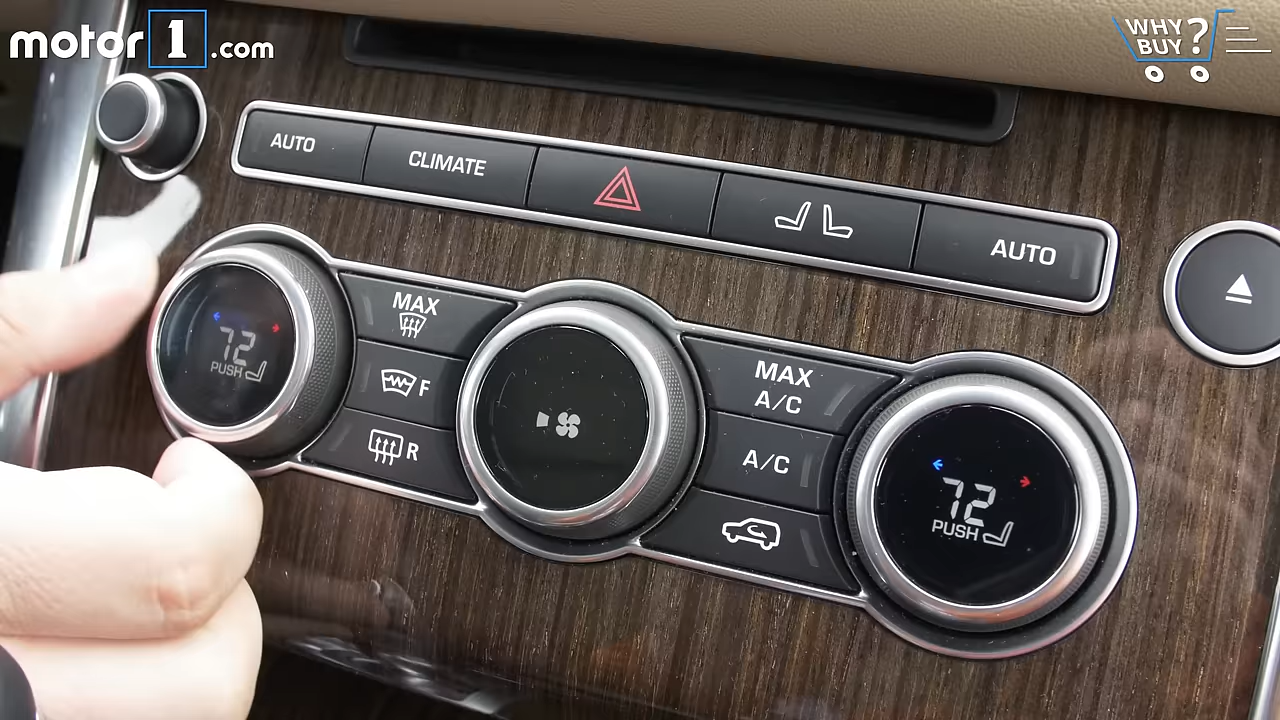 motor1.com
WHY
BUY?
AUTO
CLIMATE
AUTO
72
PUSH
MAX
F
R
MAX
A/C
A/C
72
PUSH